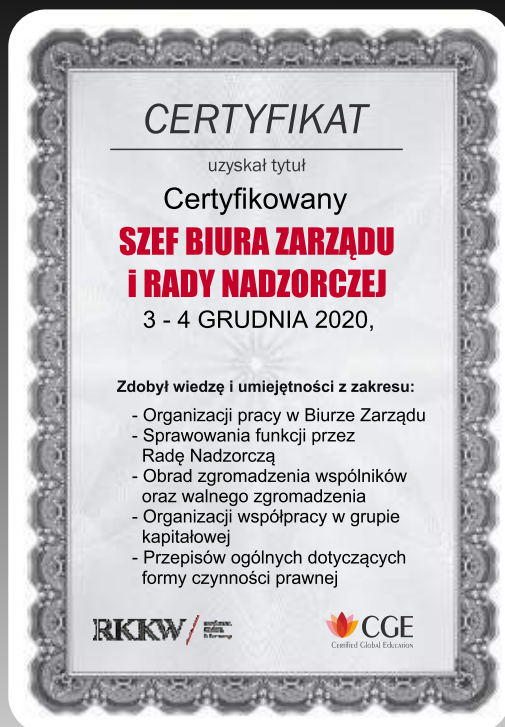 CERTYFIKAT
uzyskał tytuł
Certyfikowany
SZEF BIURA ZARZĄDU
i RADY NADZORCZEJ
3 - 4 GRUDNIA 2020,
Zdobył wiedzę i umiejętności z zakresu:
- Organizacji pracy w Biurze Zarządu
- Sprawowania funkcji przez
Radę Nadzorczą
- Obrad zgromadzenia wspólników
oraz walnego zgromadzenia
- Organizacji współpracy w grupie
kapitałowej
- Przepisów ogólnych dotyczących
formy czynności prawnej
RKKW
CGE
Certified Global Education